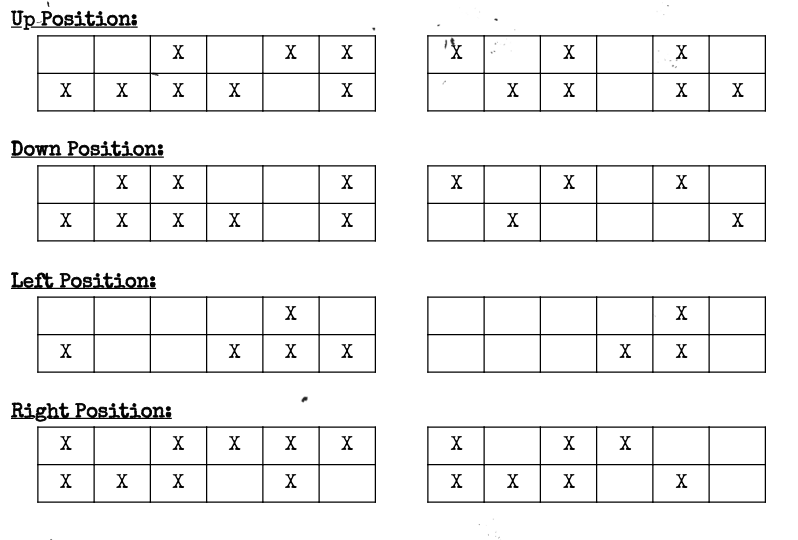 Up Position:
X X X X X X
X X X X X X X X X
Down Position:
X X X X X X
X X X X X X X
Left Position:
X X
X X X X X X
Right Position:
X X X X X X X X
X X X X X X X X